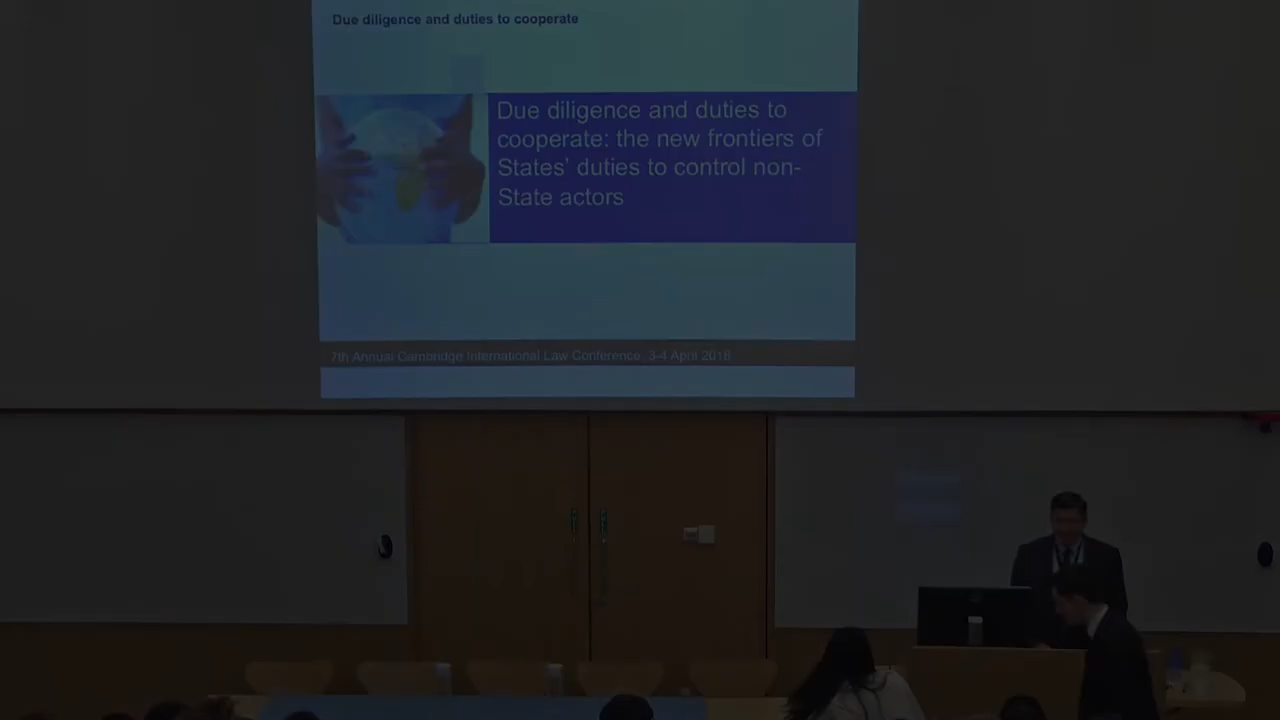 Due diligence and duties to cooperate
Due diligence and duties to
cooperate: the new frontiers of
States' duties to control non-
State actors
7th Annual Cambridge International Law Conference, 3-4 April 2018